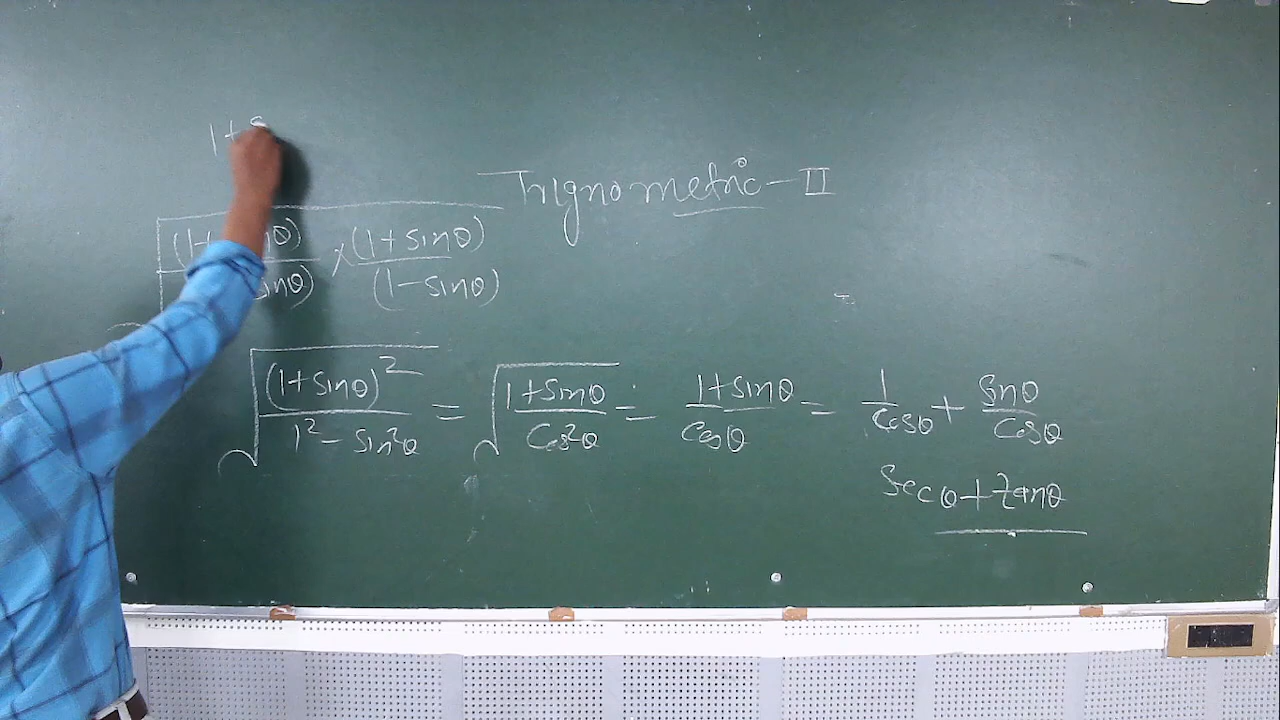 1 + s
Trignometric - II
√((1+ inθ) / sinθ) × (1+sinθ) / (1-sinθ)
√((1+sinθ)² / 1² - sin²θ) = √(1+sinθ / cos²θ) = 1+sinθ / cosθ = 1 / cosθ + sinθ / cosθ
secθ + tanθ